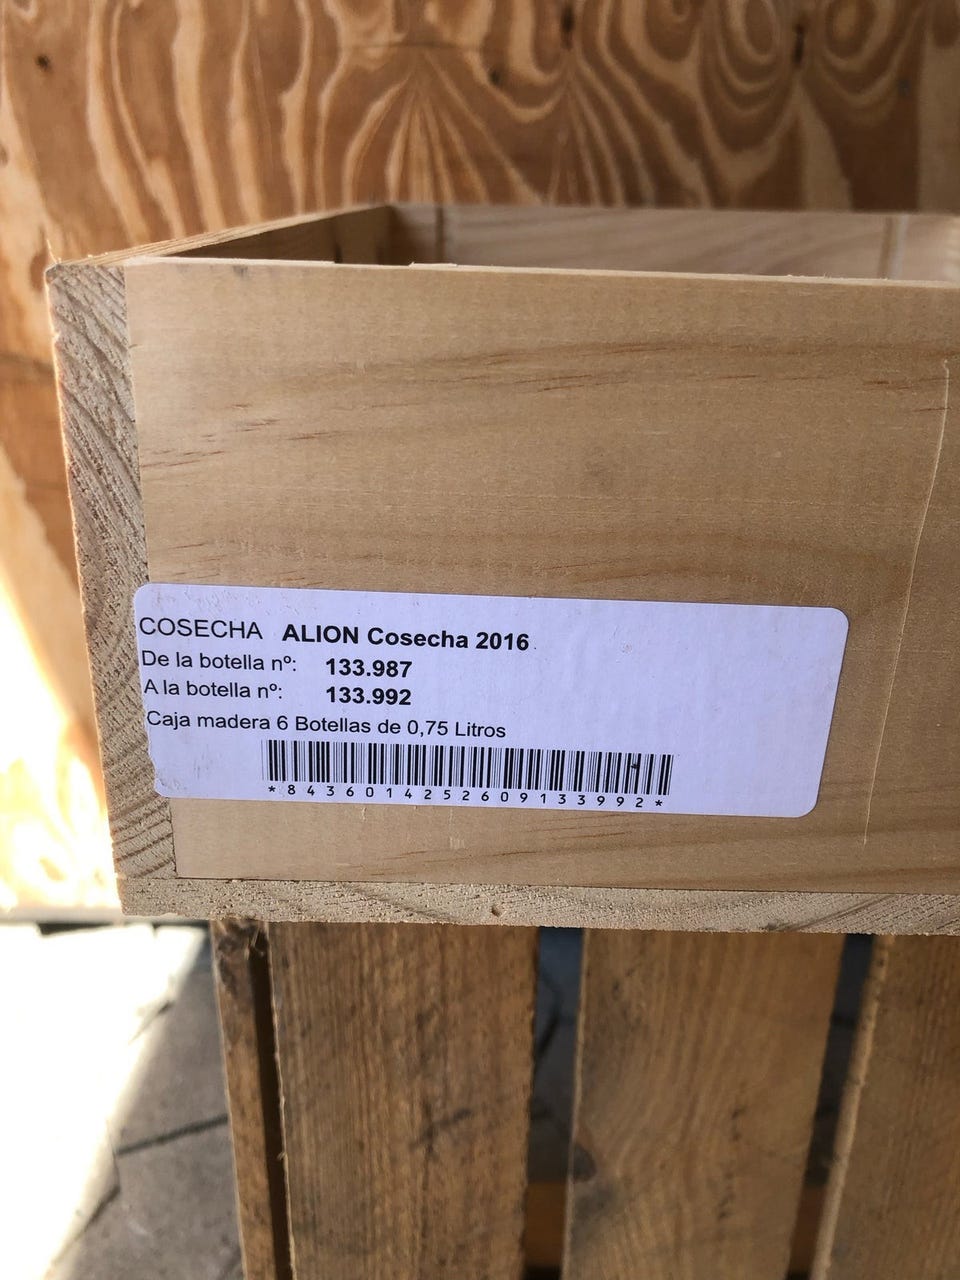 COSECHA ALION Cosecha 2016
De la botella nº: 133.987
A la botella nº: 133.992
Caja madera 6 Botellas de 0,75 Litros
*8436014252609133992*